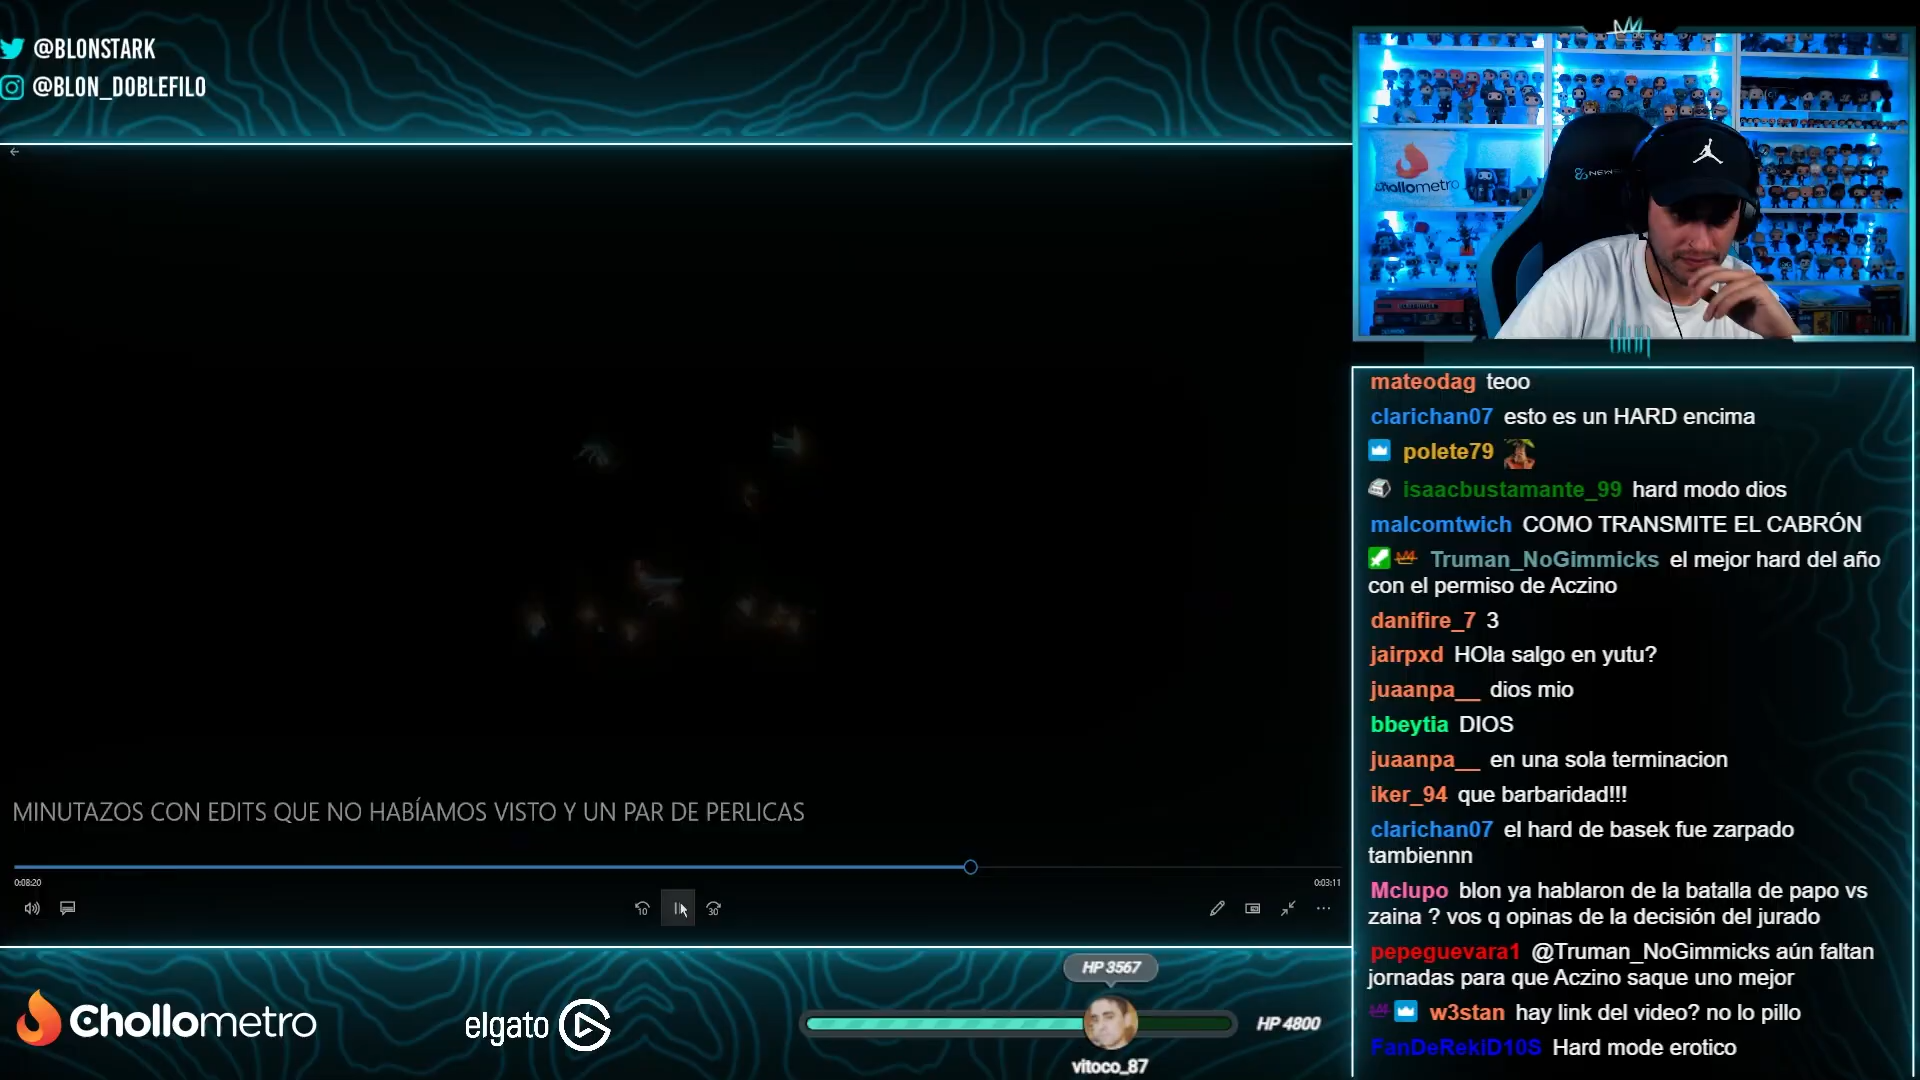 @BLONSTARK
@BLON_DOBLEFILO
Chollometro
NEWS
mateodag teoo
clarichan07 esto es un HARD encima
polete79
isaacbustamante_99 hard modo dios
malcomtwich COMO TRANSMITE EL CABRÓN
Truman_NoGimmicks el mejor hard del año
con el permiso de Aczino
danifire_7 3
jairpxd HOla salgo en yutu?
juaanpa__ dios mio
bbeytia DIOS
juaanpa__ en una sola terminacion
iker_94 que barbaridad!!!
clarichan07 el hard de basek fue zarpado
tambiennn
Mclupo blon ya hablaron de la batalla de papo vs
zaina ? vos q opinas de la decisión del jurado
pepeguevara1 @Truman_NoGimmicks aún faltan
jornadas para que Aczino saque uno mejor
w3stan hay link del video? no lo pillo
FanDeRekiD10S Hard mode erotico
MINUTAZOS CON EDITS QUE NO HABÍAMOS VISTO Y UN PAR DE PERLICAS
0:08:20
0:03:11
10
30
Chollometro
elgato
HP 3567
HP 4800
vitoco_87